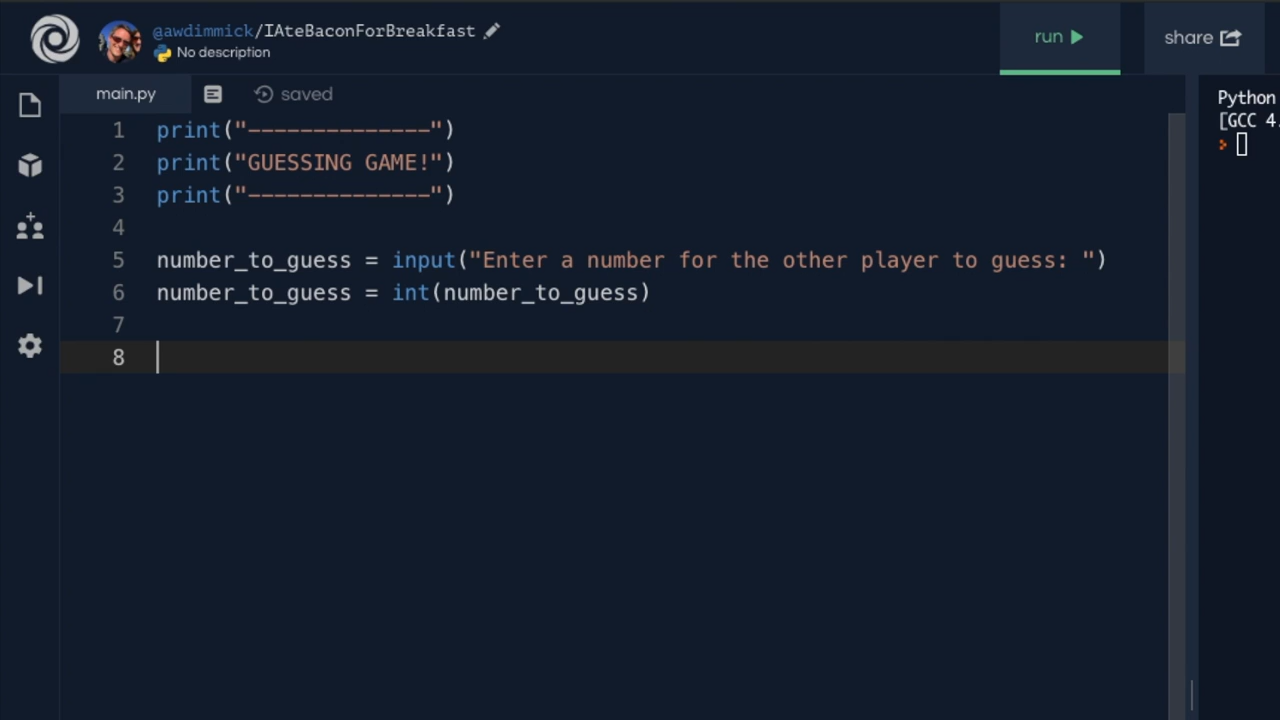 @awdimmick/IAteBaconForBreakfast
No description
run
share
main.py
saved
1 print("--------------")
2 print("GUESSING GAME!")
3 print("--------------")
4
5 number_to_guess = input("Enter a number for the other player to guess: ")
6 number_to_guess = int(number_to_guess)
7
8
Python
[GCC 4.